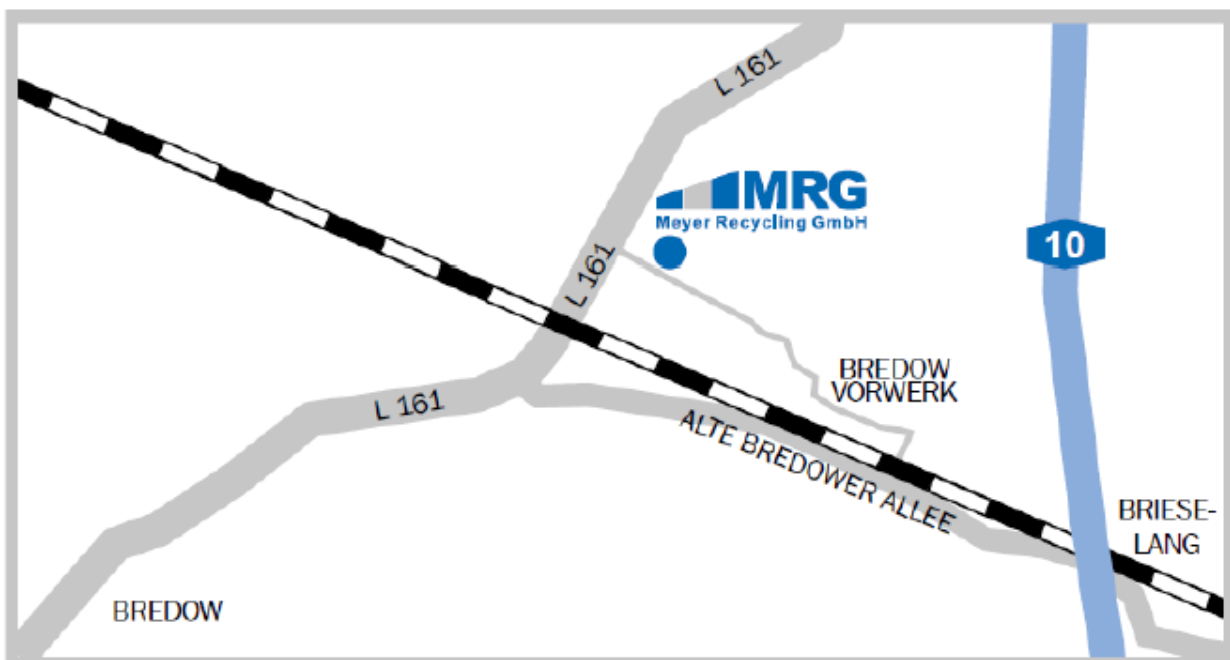 L 161
MRG
Meyer Recycling GmbH
10
L 161
BREDOW
VORWERK
L 161
ALTE BREDOWER ALLEE
BRIESE-
LANG
BREDOW